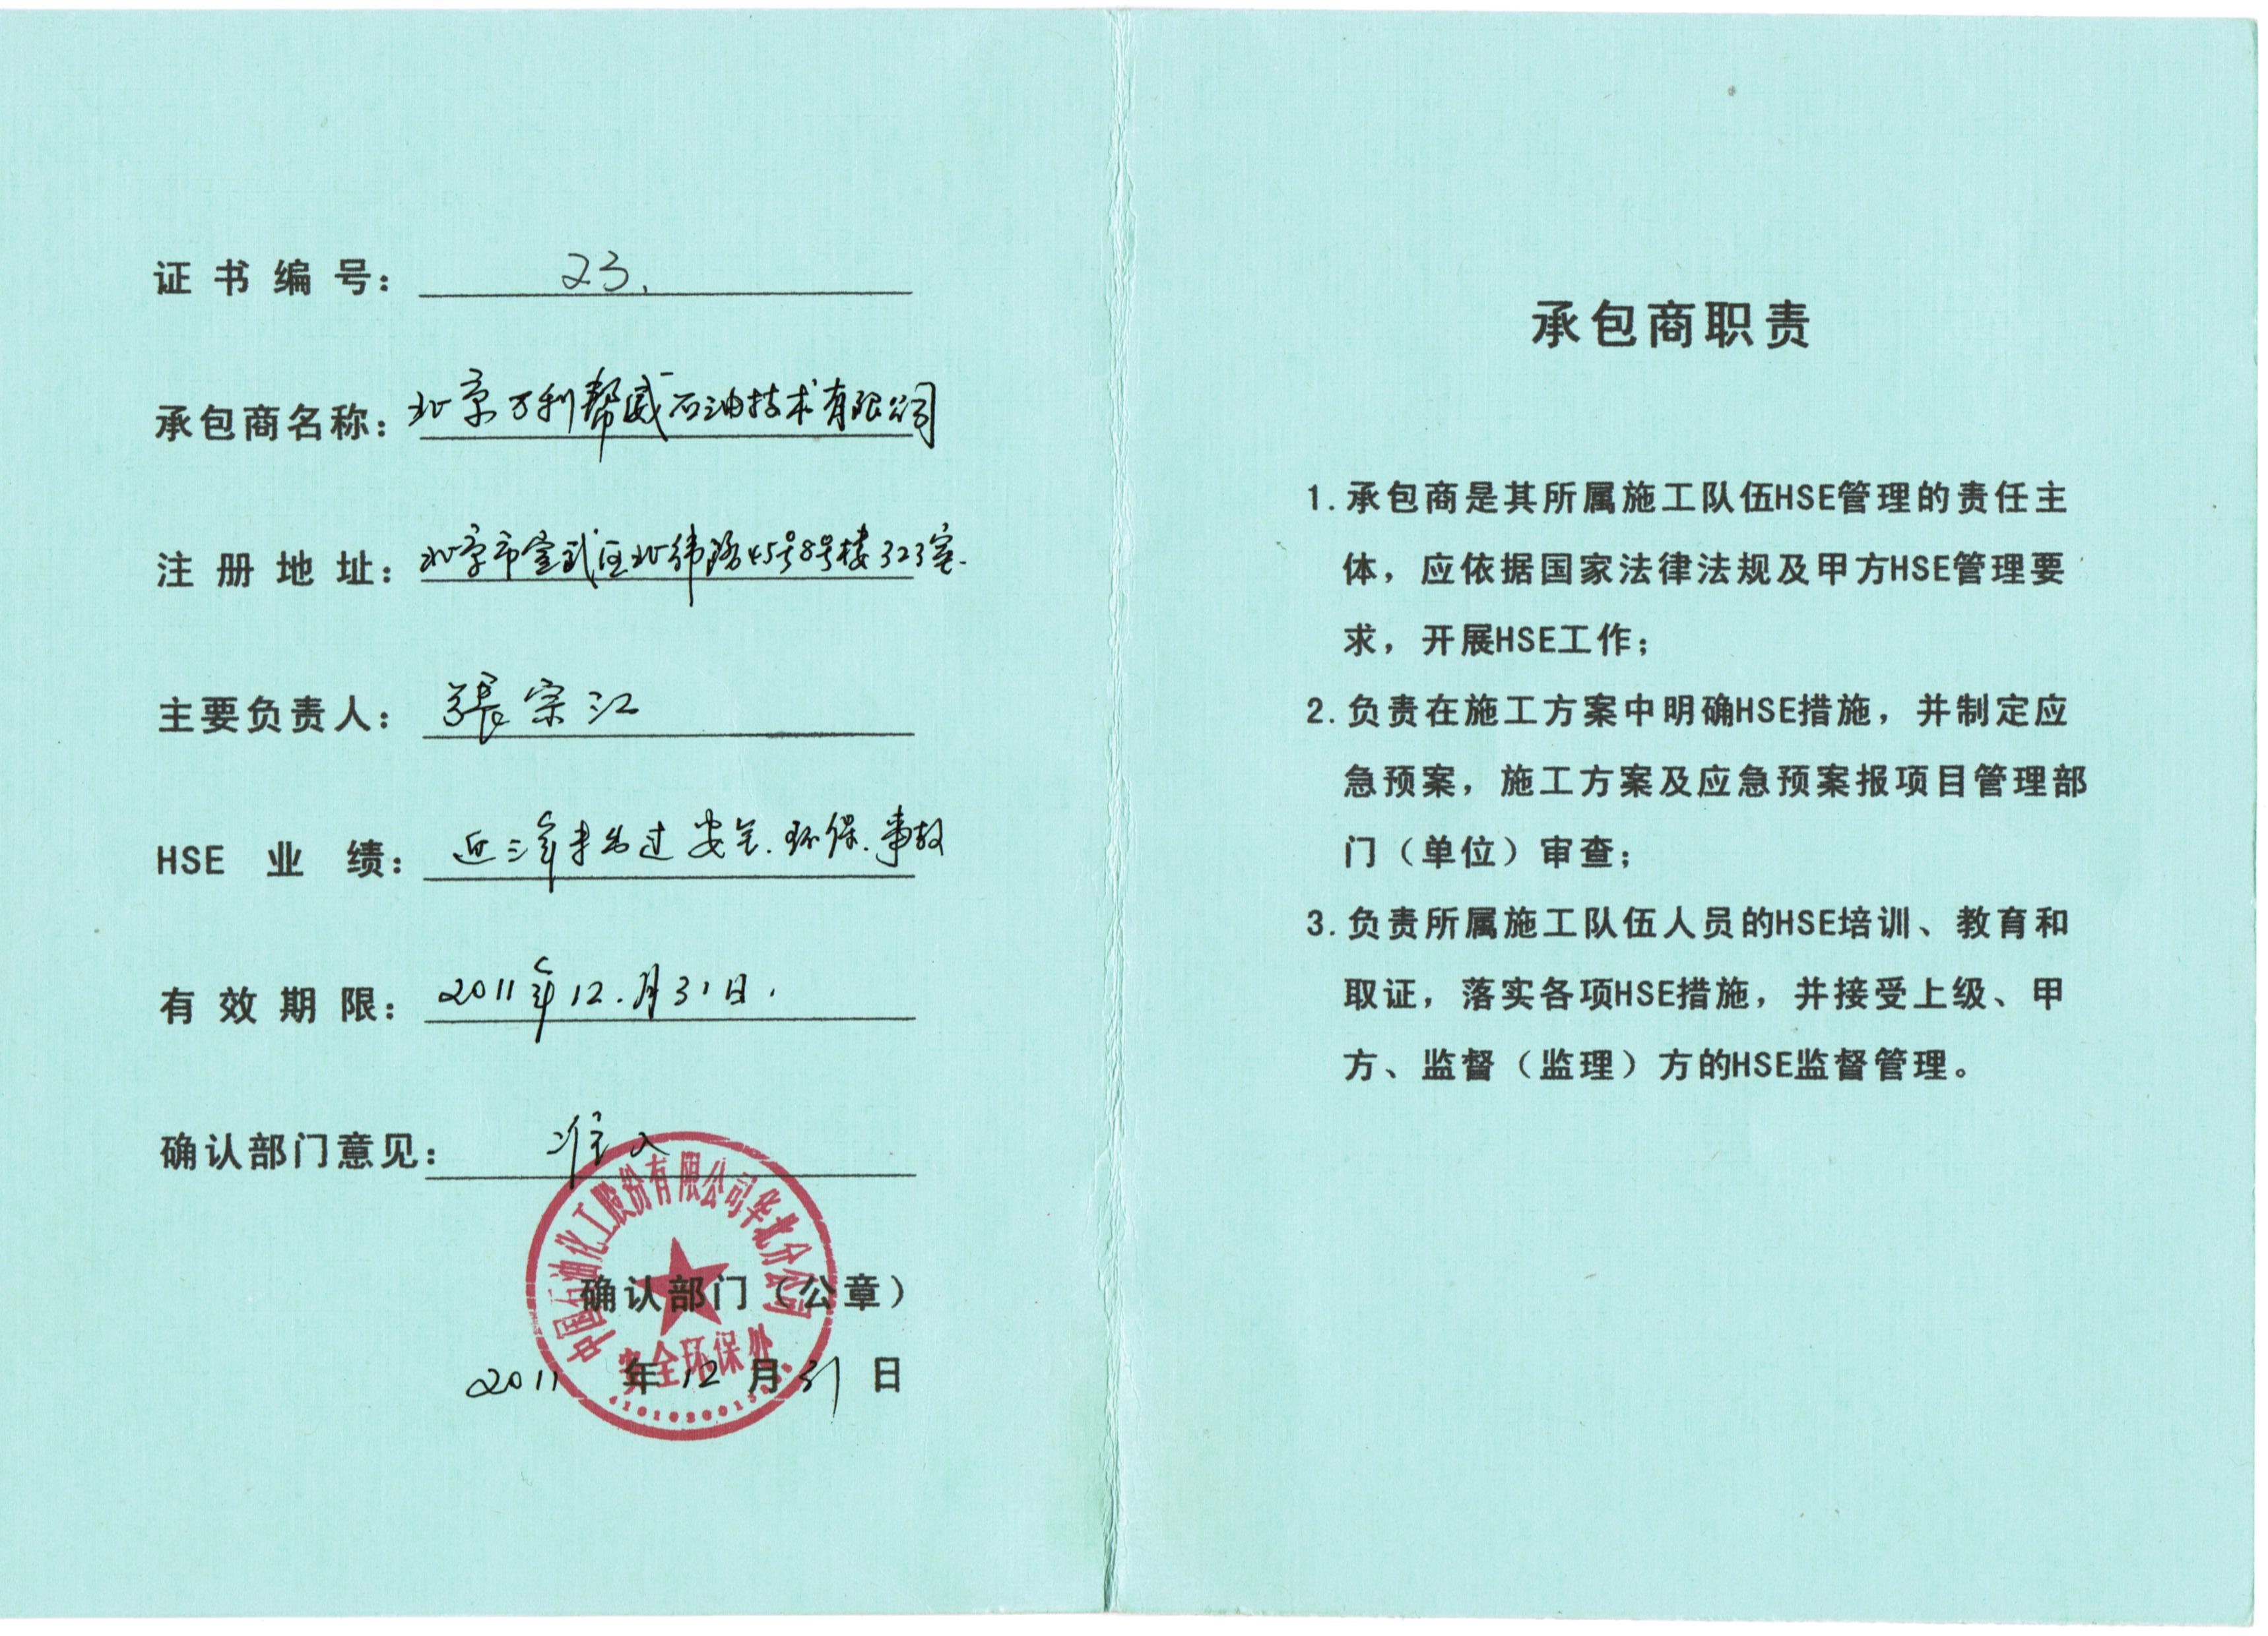 证书编号： 23.
承包商名称：北京万利帮威石油技术有限公司
注册地址：北京市宣武区北纬路45号8号楼323室.
主要负责人：張宗江
HSE 业 绩：近三年未出过安全.环保.事故
有效期限：2011年12.月31日.
确认部门意见： 准入
中国石油化工股份有限公司华北分公司
确认部门（公章）
安全环保处
2011 年 12 月 31 日
承包商职责
1.承包商是其所属施工队伍HSE管理的责任主
体，应依据国家法律法规及甲方HSE管理要
求，开展HSE工作；
2.负责在施工方案中明确HSE措施，并制定应
急预案，施工方案及应急预案报项目管理部
门（单位）审查；
3.负责所属施工队伍人员的HSE培训、教育和
取证，落实各项HSE措施，并接受上级、甲
方、监督（监理）方的HSE监督管理。